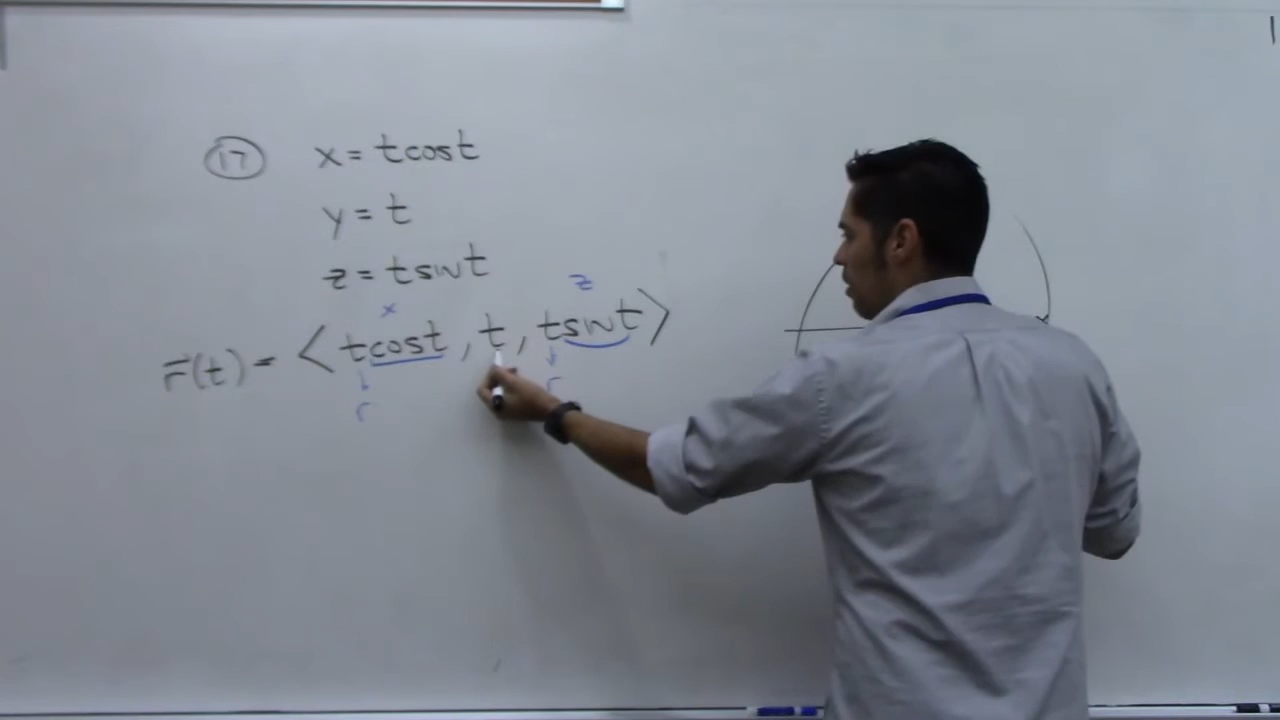 17 x = tcost
y = t
z = tsint
x z
r(t) = < tcost , t , tsint >
↓ ↓
r r